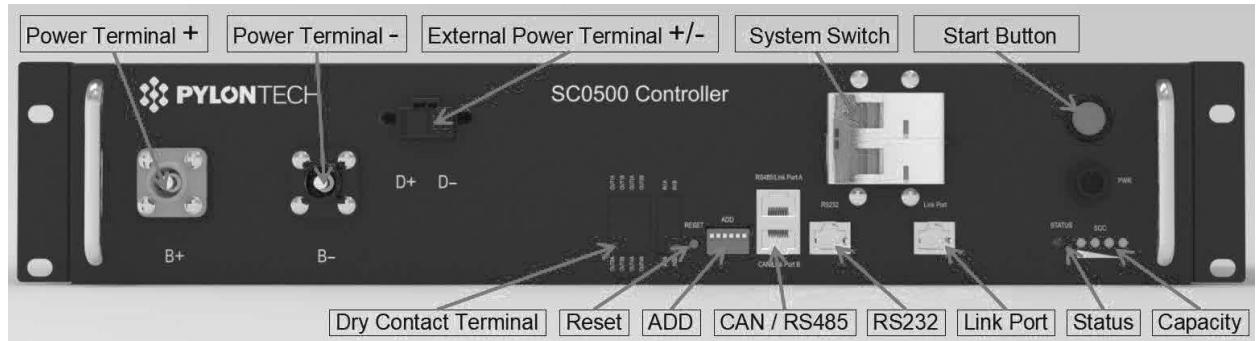 Power Terminal +
Power Terminal -
External Power Terminal +/-
System Switch
Start Button
PYLONTECH
SC0500 Controller
D+ D-
RS485/Link Port A
PWR
RESET
ADD
RS232
Link Port
STATUS
SOC
B+
B-
CAN/Link Port B
Dry Contact Terminal
Reset
ADD
CAN / RS485
RS232
Link Port
Status
Capacity